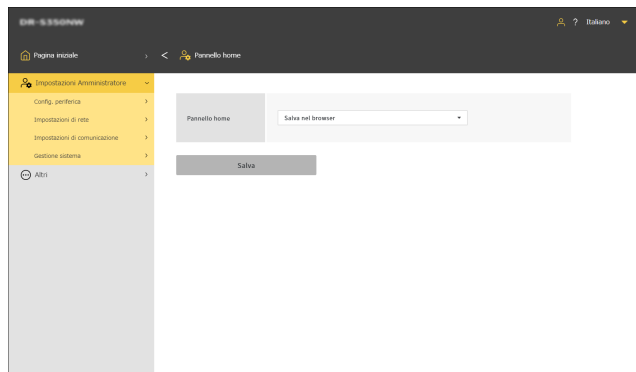 DR-S350NW
? Italiano
Pagina iniziale
Pannello home
Impostazioni Amministratore
Config. periferica
Impostazioni di rete
Impostazioni di comunicazione
Gestione sistema
Altri
Pannello home
Salva nel browser
Salva